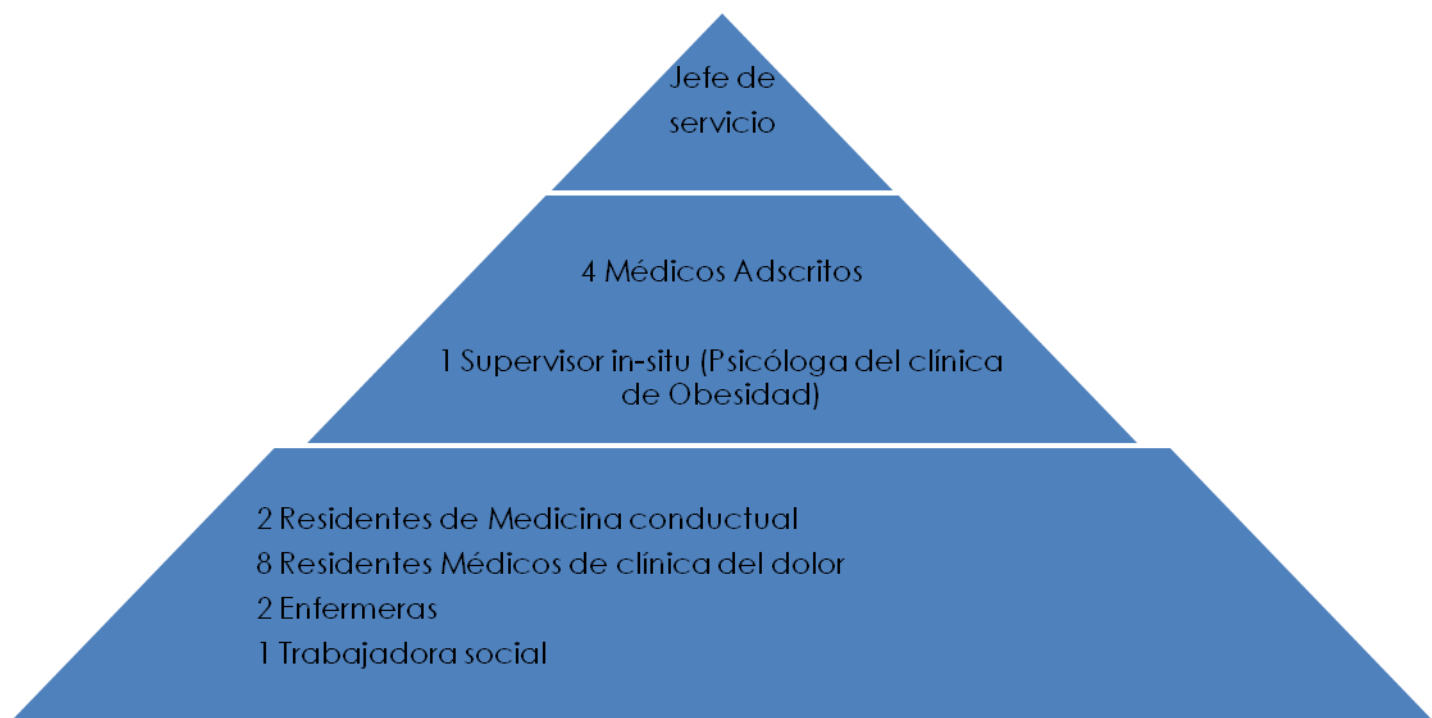 Jefe de
servicio
4 Médicos Adscritos
1 Supervisor in-situ (Psicóloga del clínica
de Obesidad)
2 Residentes de Medicina conductual
8 Residentes Médicos de clínica del dolor
2 Enfermeras
1 Trabajadora social